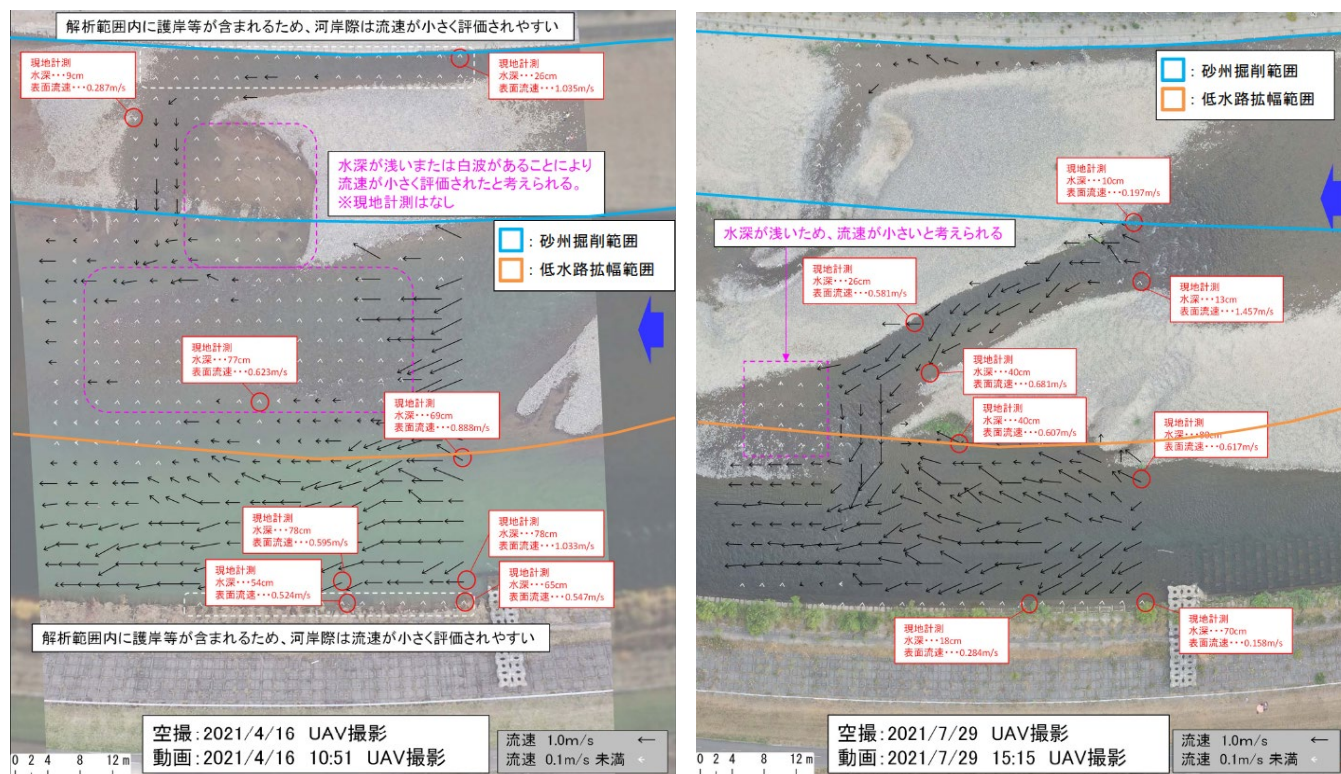 解析範囲内に護岸等が含まれるため、河岸際は流速が小さく評価されやすい
現地計測
水深・・・9cm
表面流速・・・0.287m/s
現地計測
水深・・・26cm
表面流速・・・1.035m/s
水深が浅いまたは白波があることにより
流速が小さく評価されたと考えられる。
※現地計測はなし
：砂州掘削範囲
：低水路拡幅範囲
現地計測
水深・・・77cm
表面流速・・・0.623m/s
現地計測
水深・・・69cm
表面流速・・・0.888m/s
現地計測
水深・・・78cm
表面流速・・・0.595m/s
現地計測
水深・・・78cm
表面流速・・・1.033m/s
現地計測
水深・・・54cm
表面流速・・・0.524m/s
現地計測
水深・・・65cm
表面流速・・・0.547m/s
解析範囲内に護岸等が含まれるため、河岸際は流速が小さく評価されやすい
空撮：2021/4/16 UAV撮影
動画：2021/4/16 10:51 UAV撮影
流速 1.0m/s
流速 0.1m/s 未満
0 2 4 8 12 m
：砂州掘削範囲
：低水路拡幅範囲
現地計測
水深・・・10cm
表面流速・・・0.197m/s
水深が浅いため、流速が小さいと考えられる
現地計測
水深・・・26cm
表面流速・・・0.581m/s
現地計測
水深・・・13cm
表面流速・・・1.457m/s
現地計測
水深・・・40cm
表面流速・・・0.681m/s
現地計測
水深・・・40cm
表面流速・・・0.607m/s
現地計測
水深・・・80cm
表面流速・・・0.617m/s
現地計測
水深・・・18cm
表面流速・・・0.284m/s
現地計測
水深・・・70cm
表面流速・・・0.158m/s
空撮：2021/7/29 UAV撮影
動画：2021/7/29 15:15 UAV撮影
流速 1.0m/s
流速 0.1m/s 未満
0 2 4 8 12 m